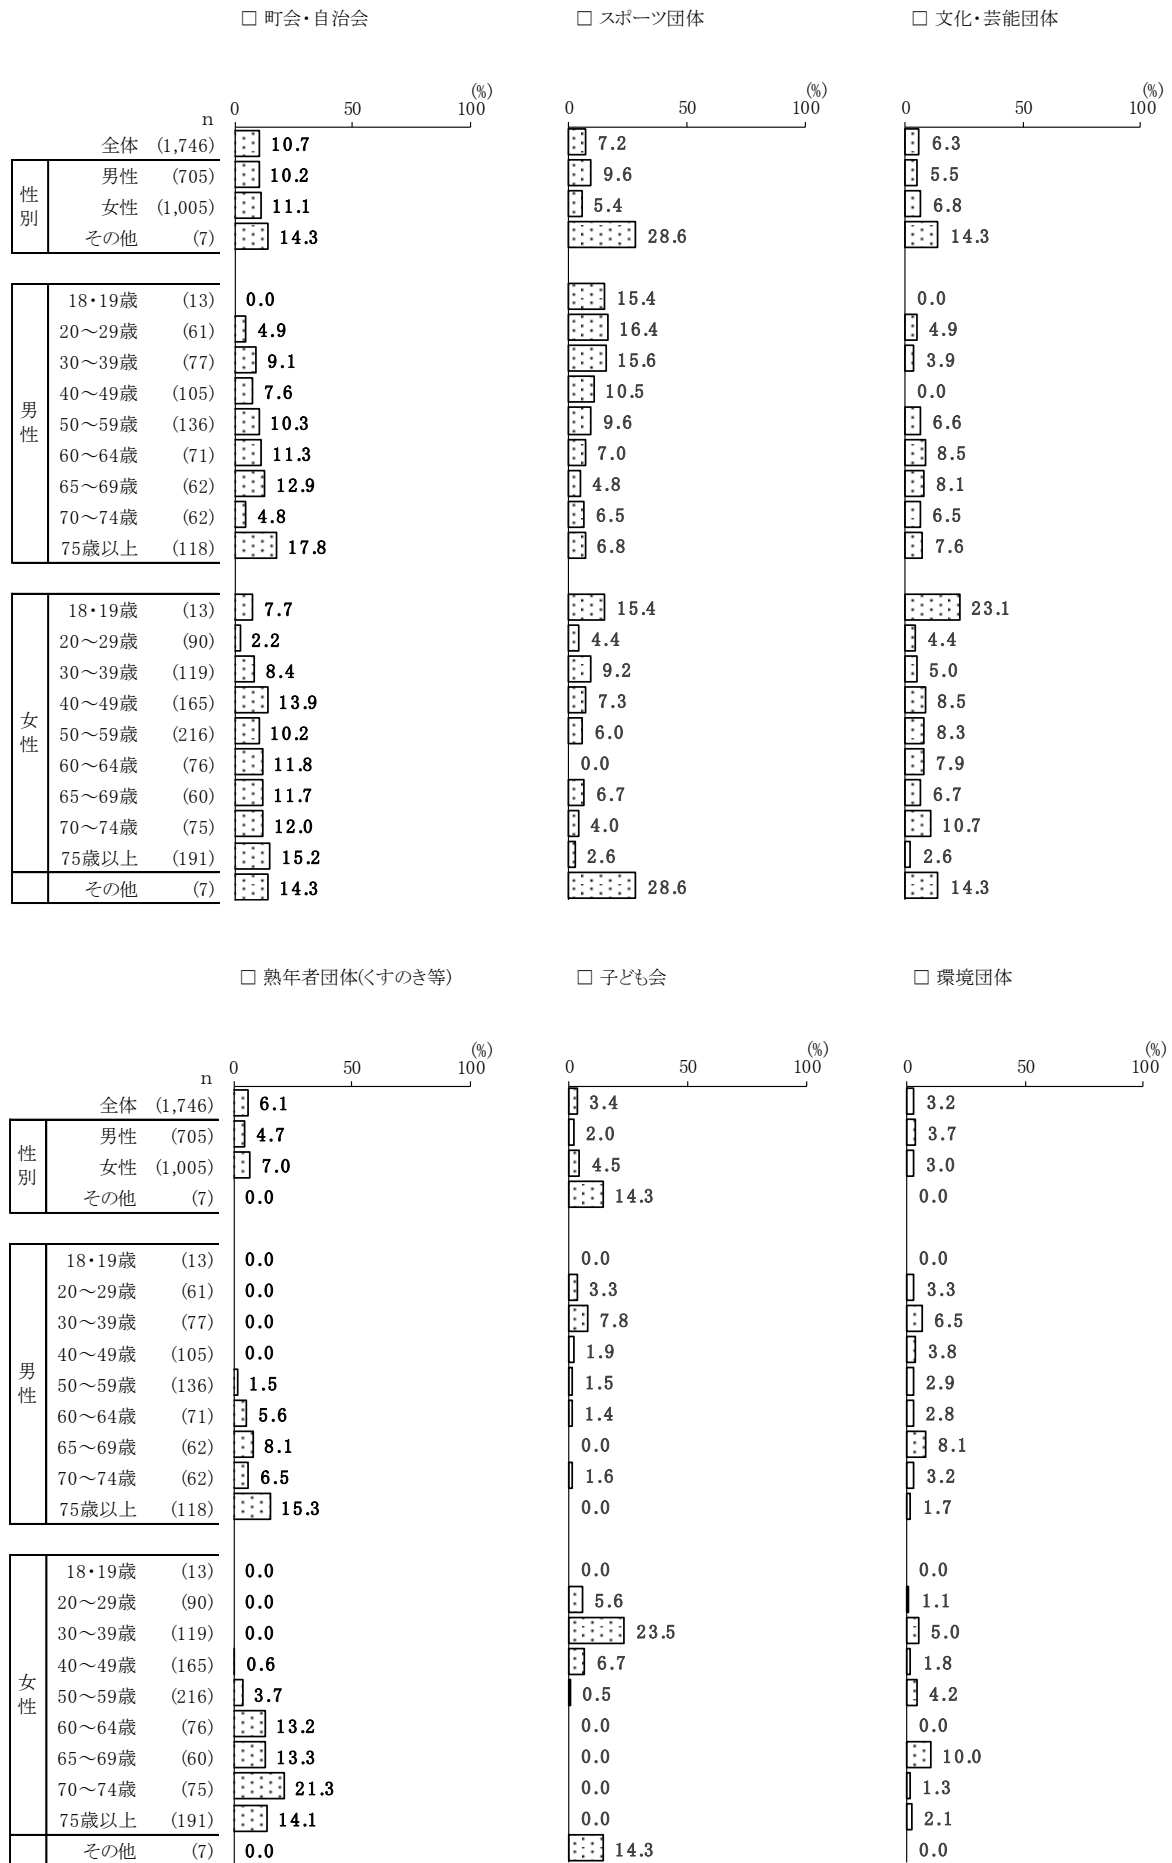 □ 町会・自治会 □ スポーツ団体 □ 文化・芸能団体
(%) (%) (%)
n 0 50 100 0 50 100 0 50 100
全体 (1,746) 10.7 7.2 6.3
性別
男性 (705) 10.2 9.6 5.5
女性 (1,005) 11.1 5.4 6.8
その他 (7) 14.3 28.6 14.3
男性
18・19歳 (13) 0.0 15.4 0.0
20～29歳 (61) 4.9 16.4 4.9
30～39歳 (77) 9.1 15.6 3.9
40～49歳 (105) 7.6 10.5 0.0
50～59歳 (136) 10.3 9.6 6.6
60～64歳 (71) 11.3 7.0 8.5
65～69歳 (62) 12.9 4.8 8.1
70～74歳 (62) 4.8 6.5 6.5
75歳以上 (118) 17.8 6.8 7.6
女性
18・19歳 (13) 7.7 15.4 23.1
20～29歳 (90) 2.2 4.4 4.4
30～39歳 (119) 8.4 9.2 5.0
40～49歳 (165) 13.9 7.3 8.5
50～59歳 (216) 10.2 6.0 8.3
60～64歳 (76) 11.8 0.0 7.9
65～69歳 (60) 11.7 6.7 6.7
70～74歳 (75) 12.0 4.0 10.7
75歳以上 (191) 15.2 2.6 2.6
その他 (7) 14.3 28.6 14.3
□ 熟年者団体(くすのき等) □ 子ども会 □ 環境団体
(%) (%) (%)
n 0 50 100 0 50 100 0 50 100
全体 (1,746) 6.1 3.4 3.2
性別
男性 (705) 4.7 2.0 3.7
女性 (1,005) 7.0 4.5 3.0
その他 (7) 0.0 14.3 0.0
男性
18・19歳 (13) 0.0 0.0 0.0
20～29歳 (61) 0.0 3.3 3.3
30～39歳 (77) 0.0 7.8 6.5
40～49歳 (105) 0.0 1.9 3.8
50～59歳 (136) 1.5 1.5 2.9
60～64歳 (71) 5.6 1.4 2.8
65～69歳 (62) 8.1 0.0 8.1
70～74歳 (62) 6.5 1.6 3.2
75歳以上 (118) 15.3 0.0 1.7
女性
18・19歳 (13) 0.0 0.0 0.0
20～29歳 (90) 0.0 5.6 1.1
30～39歳 (119) 0.0 23.5 5.0
40～49歳 (165) 0.6 6.7 1.8
50～59歳 (216) 3.7 0.5 4.2
60～64歳 (76) 13.2 0.0 0.0
65～69歳 (60) 13.3 0.0 10.0
70～74歳 (75) 21.3 0.0 1.3
75歳以上 (191) 14.1 0.0 2.1
その他 (7) 0.0 14.3 0.0